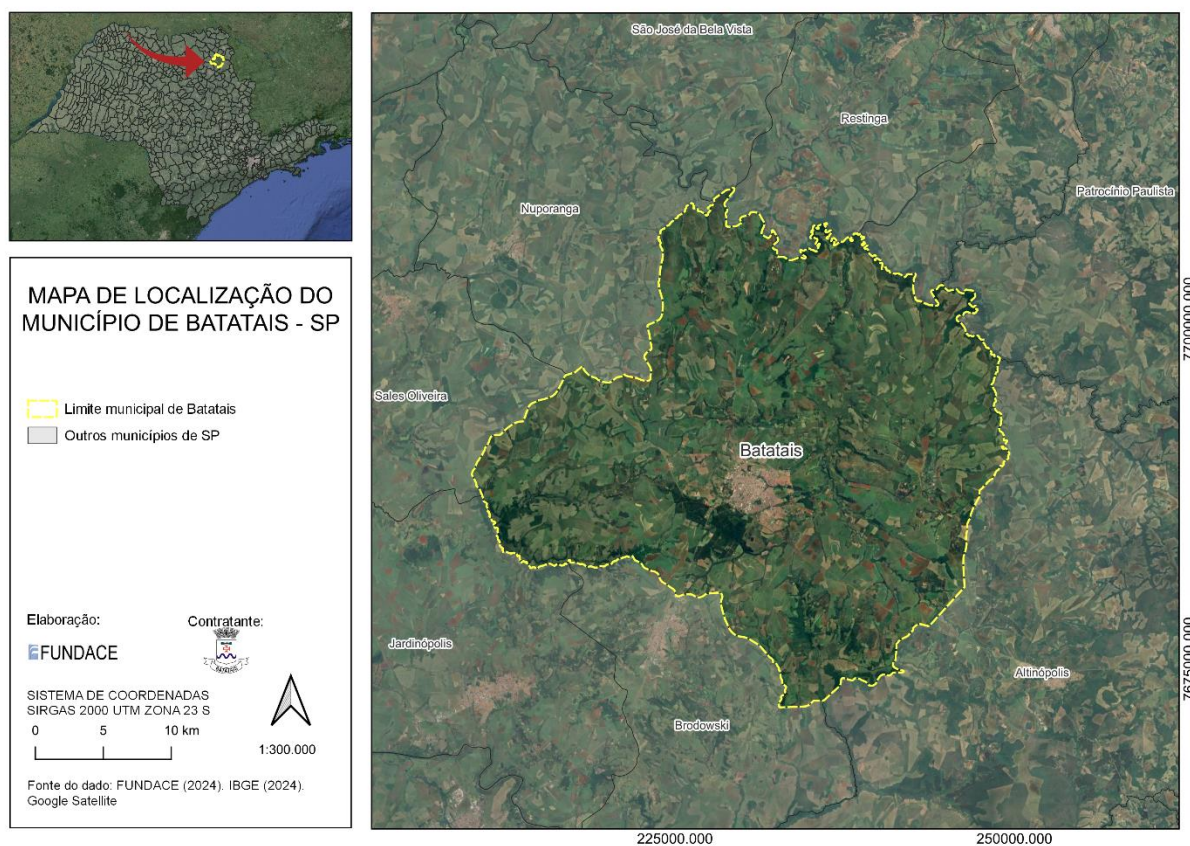 MAPA DE LOCALIZAÇÃO DO
MUNICÍPIO DE BATATAIS - SP
Limite municipal de Batatais
Outros municípios de SP
Elaboração:
Contratante:
FUNDACE
BATATAIS
SISTEMA DE COORDENADAS
SIRGAS 2000 UTM ZONA 23 S
0 5 10 km
1:300.000
Fonte do dado: FUNDACE (2024). IBGE (2024).
Google Satellite
São José da Bela Vista
Restinga
Patrocínio Paulista
Nuporanga
Sales Oliveira
Batatais
Jardinópolis
Altinópolis
Brodowski
7700000.000
7675000.000
225000.000
250000.000